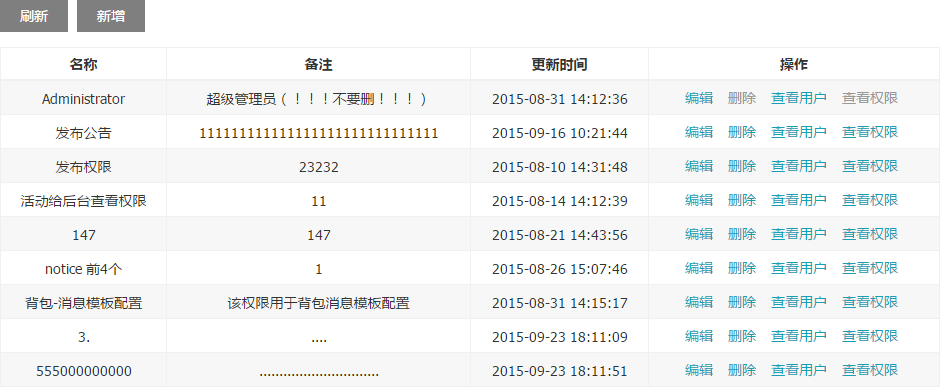 刷新 新增
名称 备注 更新时间 操作
Administrator 超级管理员（！！！不要删！！！） 2015-08-31 14:12:36 编辑 删除 查看用户 查看权限
发布公告 111111111111111111111111111111 2015-09-16 10:21:44 编辑 删除 查看用户 查看权限
发布权限 23232 2015-08-10 14:31:48 编辑 删除 查看用户 查看权限
活动给后台查看权限 11 2015-08-14 14:12:39 编辑 删除 查看用户 查看权限
147 147 2015-08-21 14:43:56 编辑 删除 查看用户 查看权限
notice 前4个 1 2015-08-26 15:07:46 编辑 删除 查看用户 查看权限
背包-消息模板配置 该权限用于背包消息模板配置 2015-08-31 14:15:17 编辑 删除 查看用户 查看权限
3. .... 2015-09-23 18:11:09 编辑 删除 查看用户 查看权限
555000000000 .............................. 2015-09-23 18:11:51 编辑 删除 查看用户 查看权限